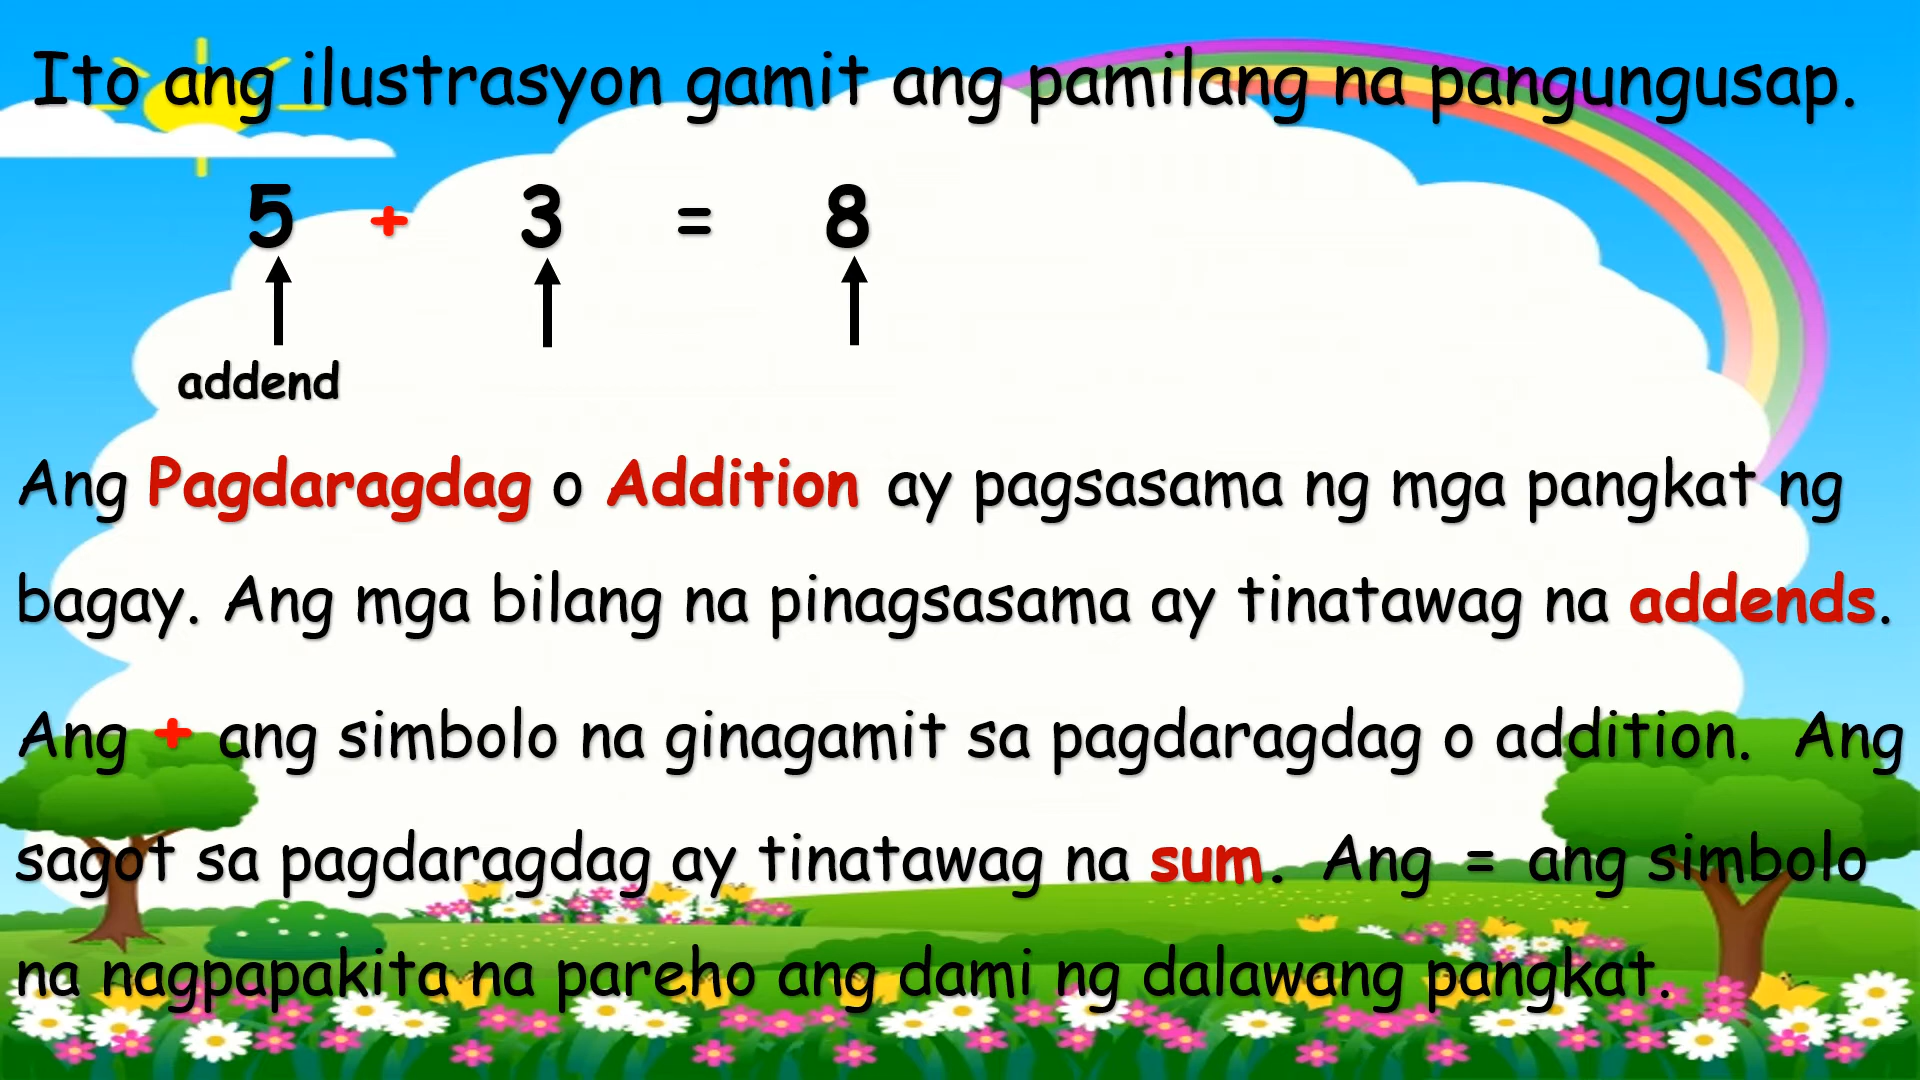 Ito ang ilustrasyon gamit ang pamilang na pangungusap.
5 + 3 = 8
addend
Ang Pagdaragdag o Addition ay pagsasama ng mga pangkat ng
bagay. Ang mga bilang na pinagsasama ay tinatawag na addends.
Ang + ang simbolo na ginagamit sa pagdaragdag o addition. Ang
sagot sa pagdaragdag ay tinatawag na sum. Ang = ang simbolo
na nagpapakita na pareho ang dami ng dalawang pangkat.